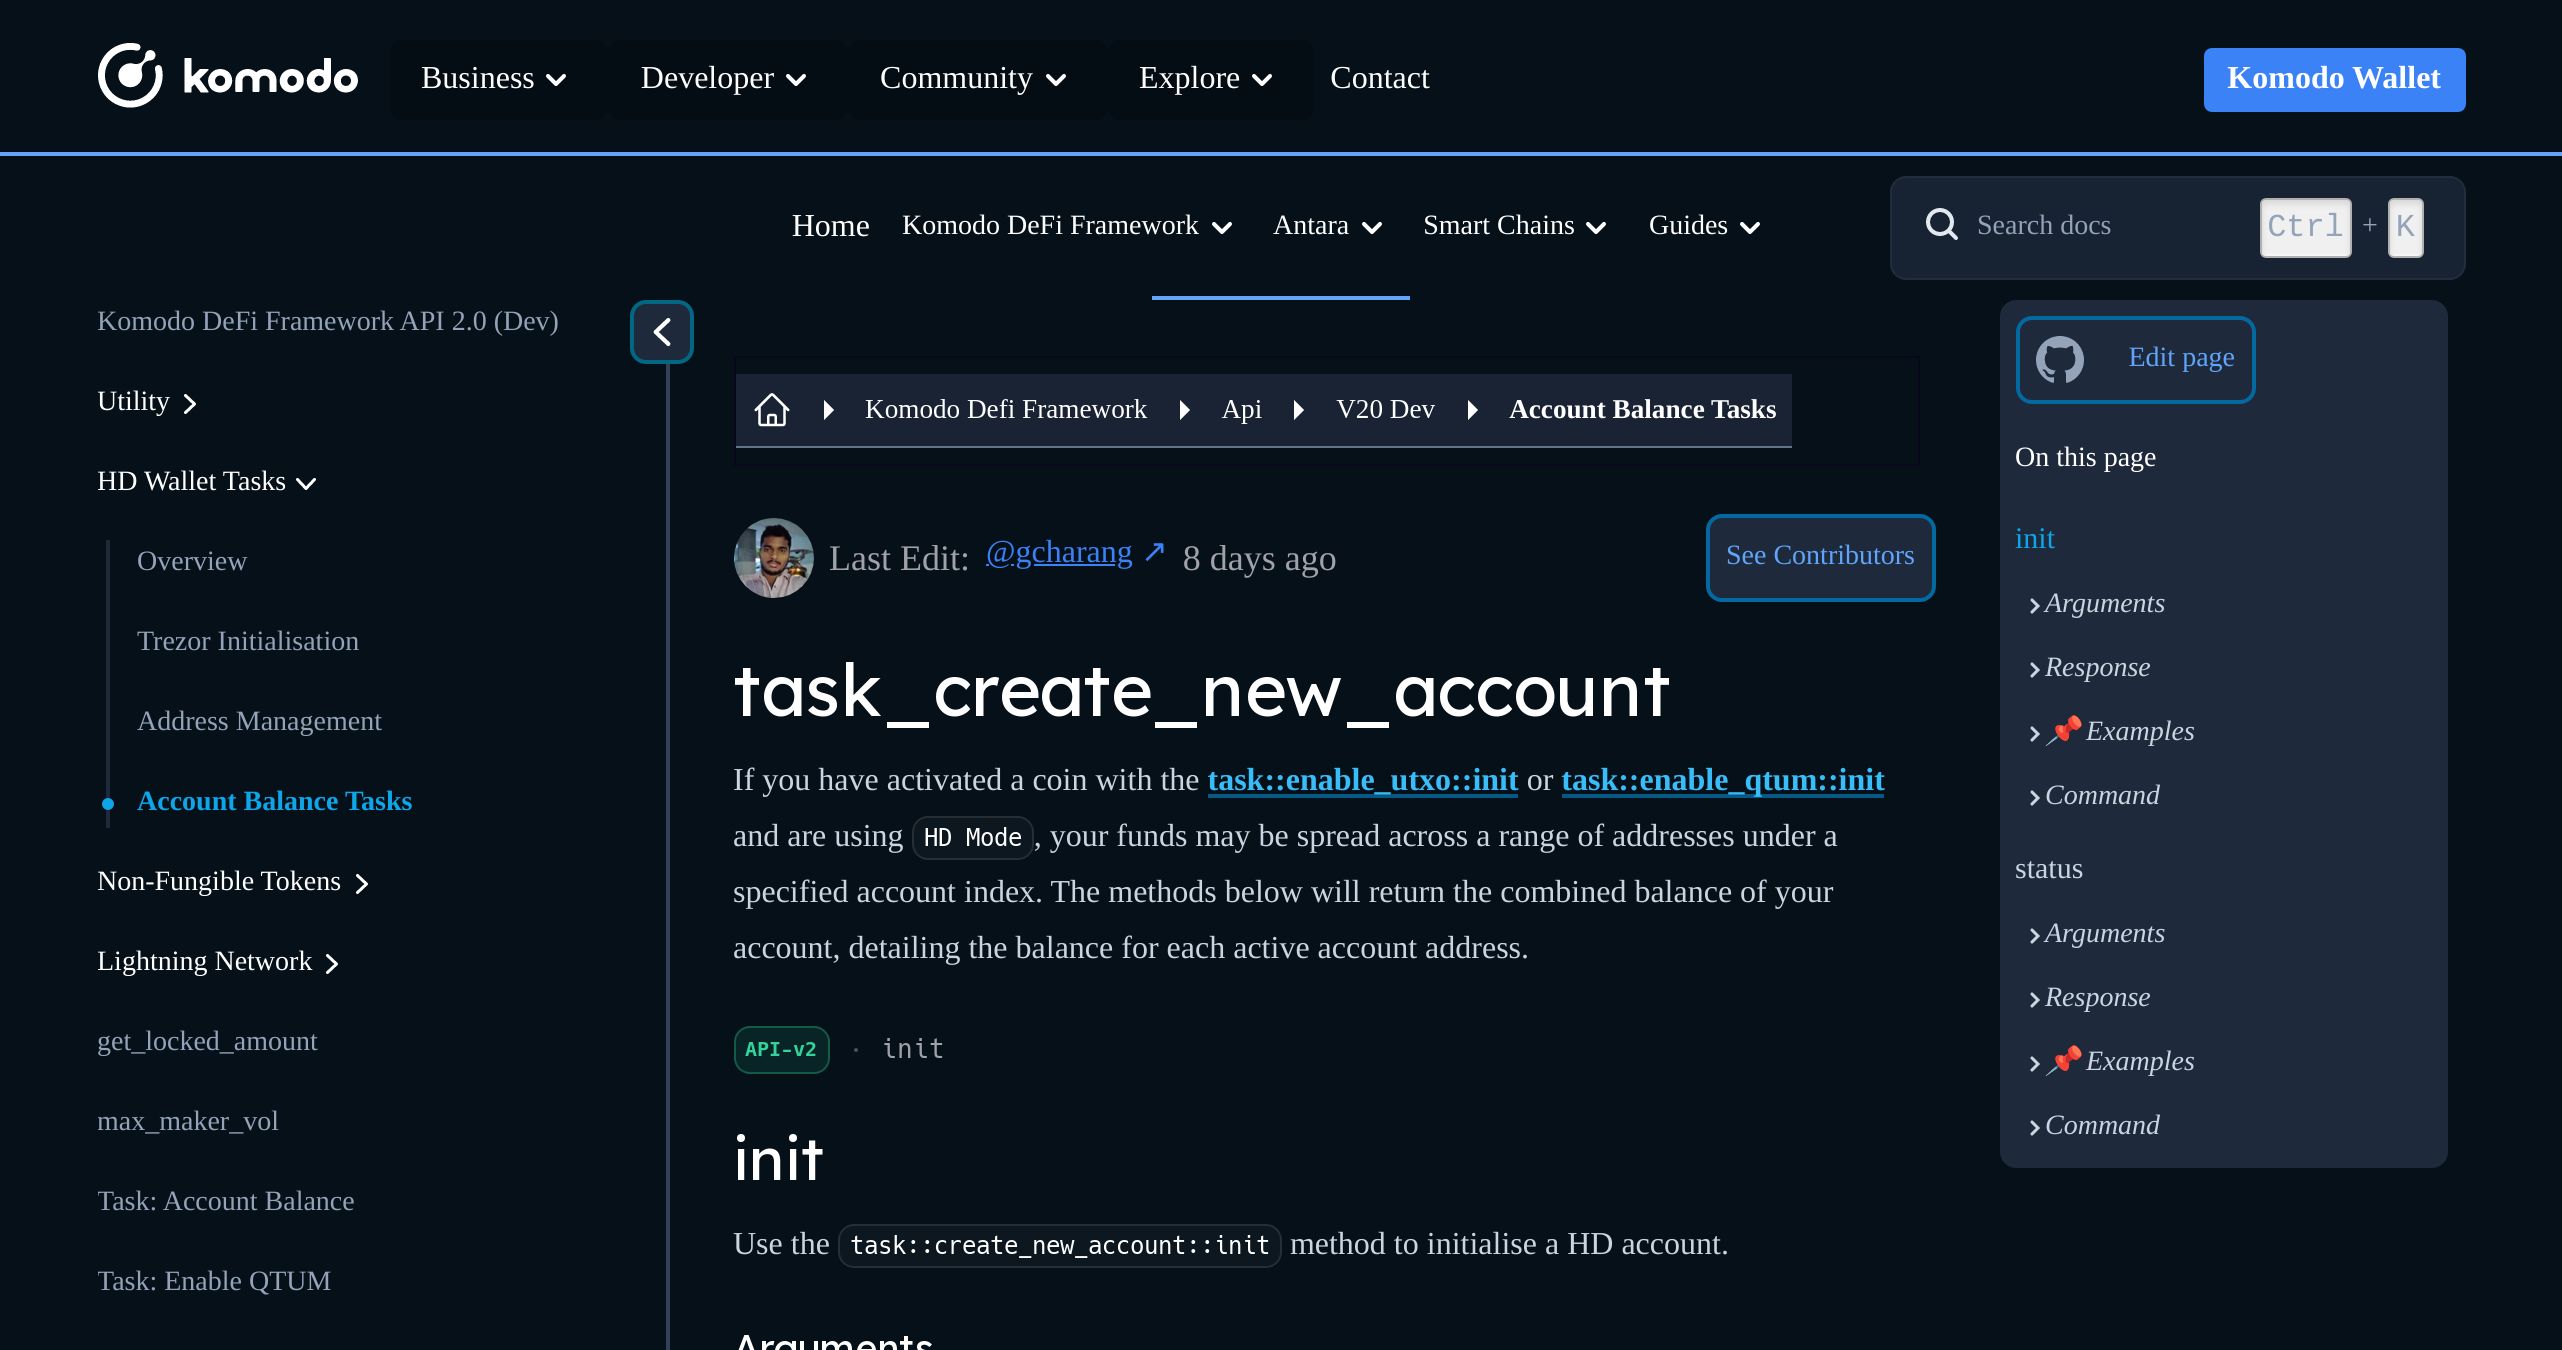 komodo Business Developer Community Explore Contact Komodo Wallet
Home Komodo DeFi Framework Antara Smart Chains Guides Search docs Ctrl + K
Komodo DeFi Framework API 2.0 (Dev)
Utility
HD Wallet Tasks
Overview
Trezor Initialisation
Address Management
Account Balance Tasks
Non-Fungible Tokens
Lightning Network
get_locked_amount
max_maker_vol
Task: Account Balance
Task: Enable QTUM
Komodo Defi Framework Api V20 Dev Account Balance Tasks
Last Edit: @gcharang ↗ 8 days ago See Contributors
task_create_new_account
If you have activated a coin with the task::enable_utxo::init or task::enable_qtum::init
and are using HD Mode, your funds may be spread across a range of addresses under a
specified account index. The methods below will return the combined balance of your
account, detailing the balance for each active account address.
API-v2 · init
init
Use the task::create_new_account::init method to initialise a HD account.
Arguments
Edit page
On this page
init
Arguments
Response
📌 Examples
Command
status
Arguments
Response
📌 Examples
Command